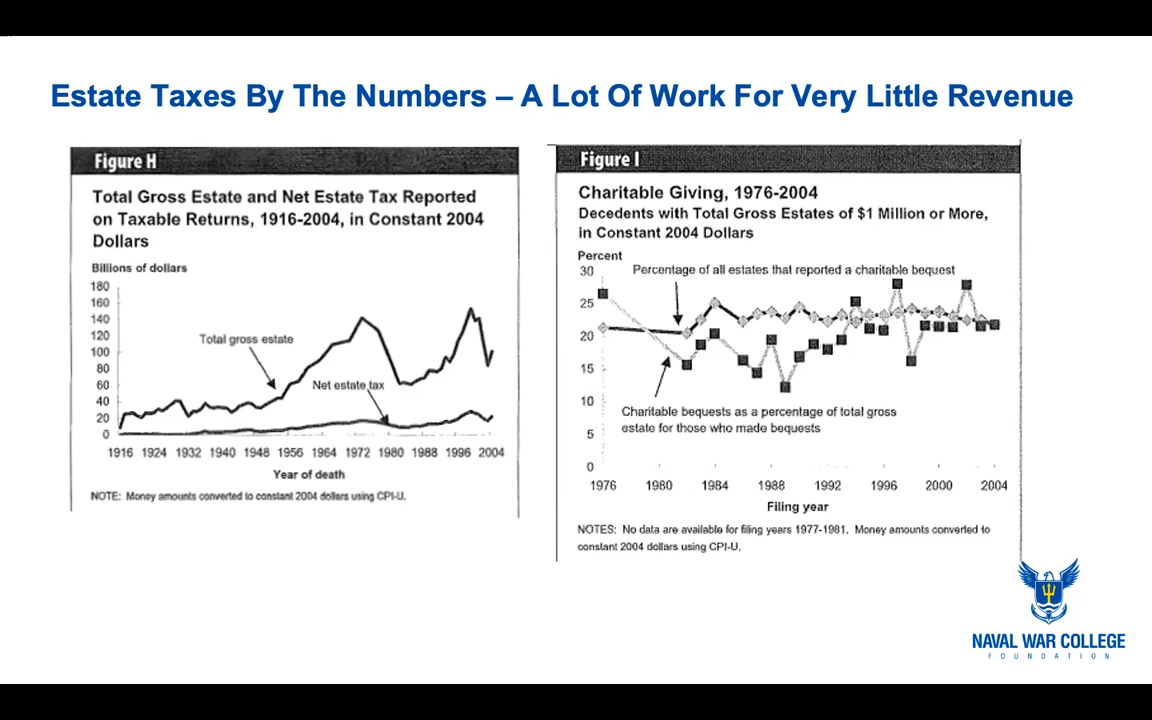 Estate Taxes By The Numbers – A Lot Of Work For Very Little Revenue
Figure H
Total Gross Estate and Net Estate Tax Reported
on Taxable Returns, 1916-2004, in Constant 2004
Dollars
Billions of dollars
180
160
140
120
100
80
60
40
20
0
Total gross estate
Net estate tax
1916 1924 1932 1940 1948 1956 1964 1972 1980 1988 1996 2004
Year of death
NOTE: Money amounts converted to constant 2004 dollars using CPI-U.
Figure I
Charitable Giving, 1976-2004
Decedents with Total Gross Estates of $1 Million or More,
in Constant 2004 Dollars
Percent
30
25
20
15
10
5
0
Percentage of all estates that reported a charitable bequest
Charitable bequests as a percentage of total gross
estate for those who made bequests
1976 1980 1984 1988 1992 1996 2000 2004
Filing year
NOTES: No data are available for filing years 1977-1981. Money amounts converted to
constant 2004 dollars using CPI-U.
NAVAL WAR COLLEGE
FOUNDATION